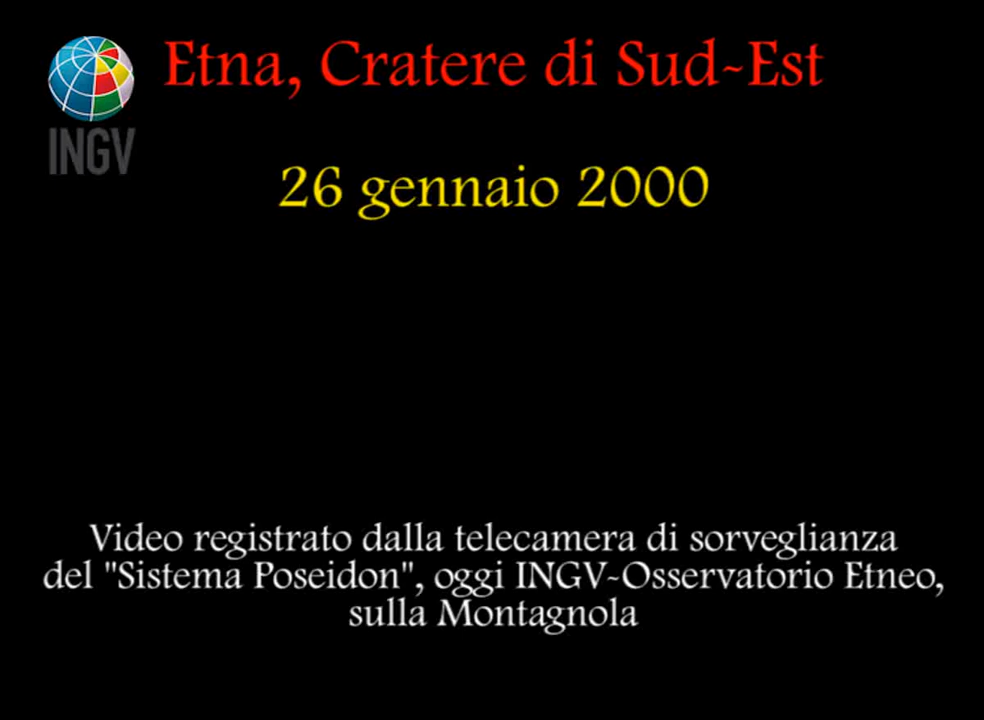 Etna, Cratere di Sud-Est
INGV
26 gennaio 2000
Video registrato dalla telecamera di sorveglianza
del "Sistema Poseidon", oggi INGV-Osservatorio Etneo,
sulla Montagnola